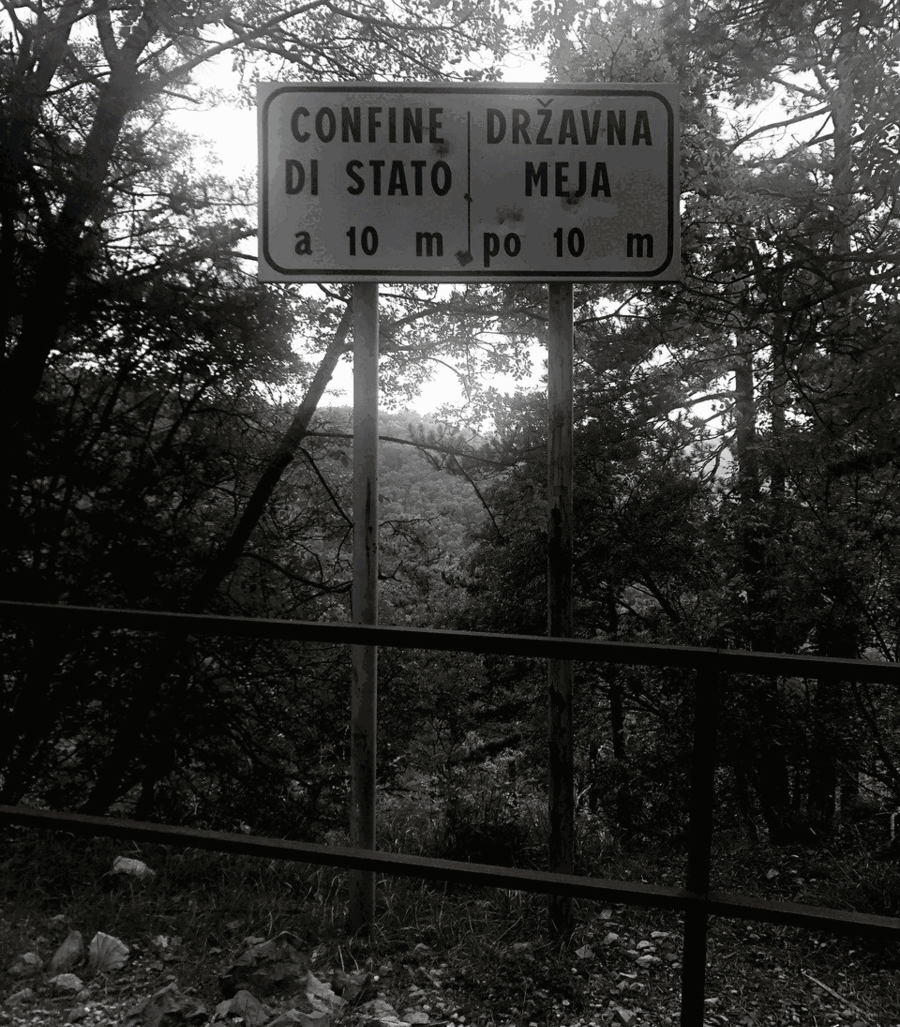 CONFINE
DI STATO
a 10 m
DRŽAVNA
MEJA
po 10 m